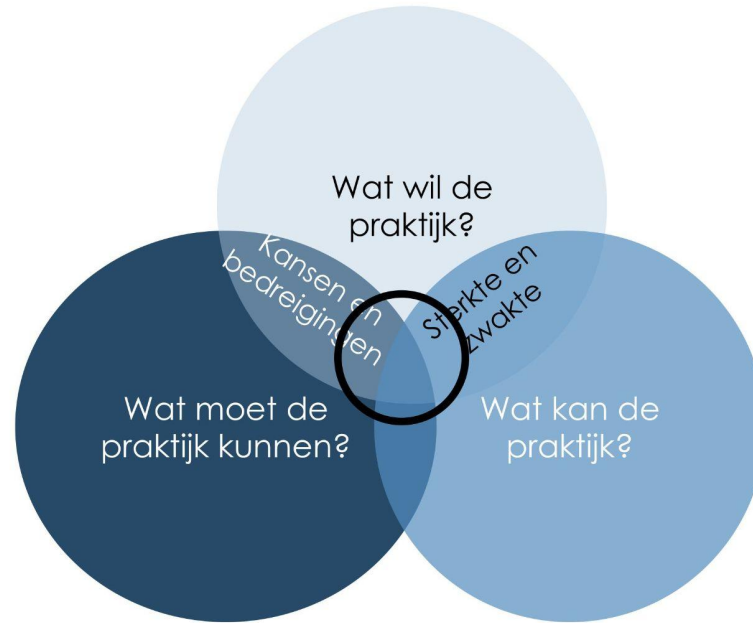 Wat wil de
praktijk?
Kansen en
bedreigingen
Sterkte en
zwakte
Wat moet de
praktijk kunnen?
Wat kan de
praktijk?